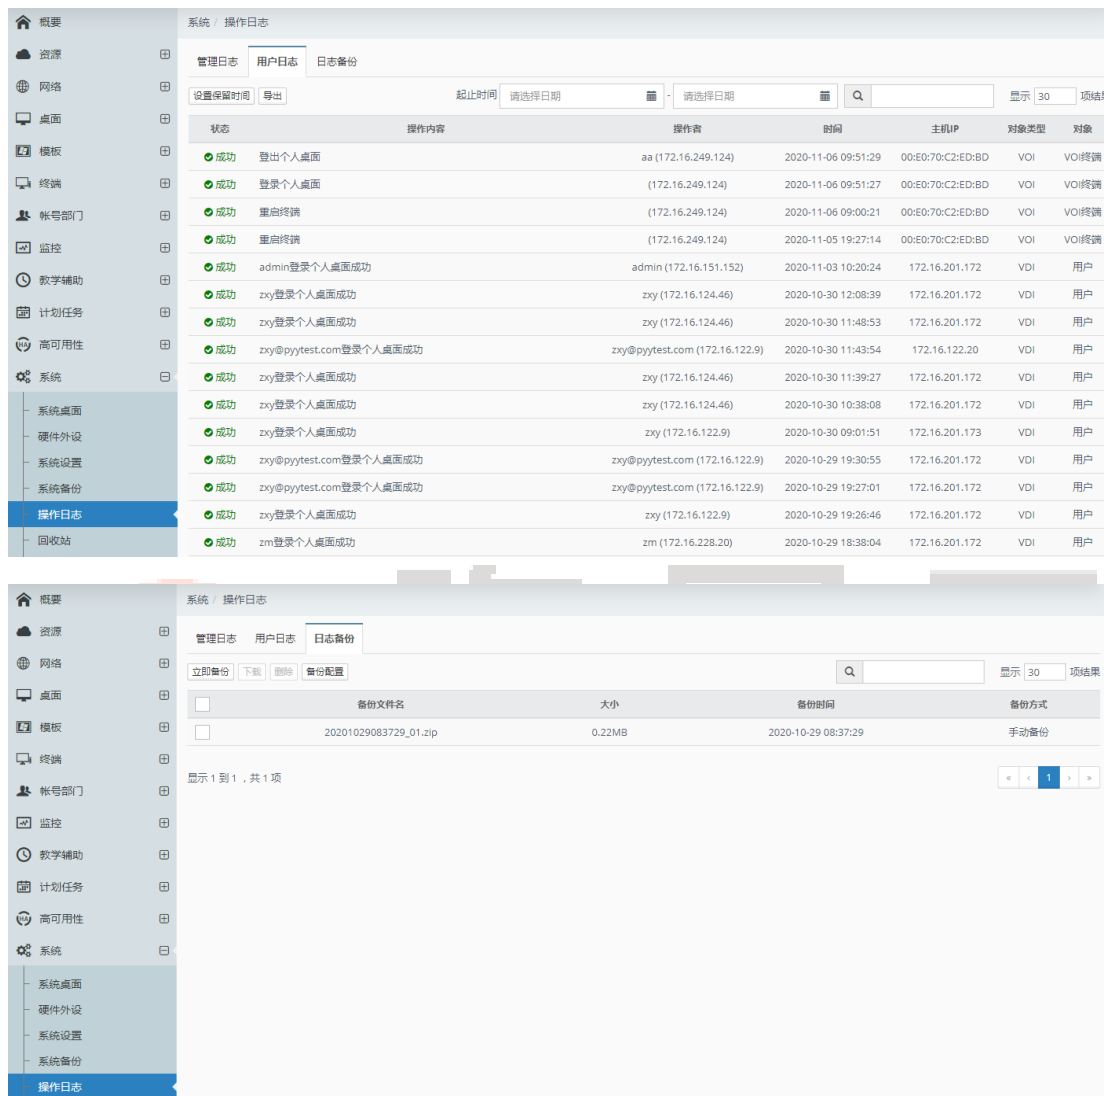 概要
资源
网络
桌面
模板
终端
帐号部门
监控
教学辅助
计划任务
高可用性
系统
系统桌面
硬件外设
系统设置
系统备份
操作日志
回收站
系统 / 操作日志
管理日志 用户日志 日志备份
设置保留时间 导出 起止时间 请选择日期 - 请选择日期 显示 30 项结果
状态 操作内容 操作者 时间 主机IP 对象类型 对象
成功 登出个人桌面 aa (172.16.249.124) 2020-11-06 09:51:29 00:E0:70:C2:ED:BD VOI VOI终端
成功 登录个人桌面 (172.16.249.124) 2020-11-06 09:51:27 00:E0:70:C2:ED:BD VOI VOI终端
成功 重启终端 (172.16.249.124) 2020-11-06 09:00:21 00:E0:70:C2:ED:BD VOI VOI终端
成功 重启终端 (172.16.249.124) 2020-11-05 19:27:14 00:E0:70:C2:ED:BD VOI VOI终端
成功 admin登录个人桌面成功 admin (172.16.151.152) 2020-11-03 10:20:24 172.16.201.172 VDI 用户
成功 zxy登录个人桌面成功 zxy (172.16.124.46) 2020-10-30 12:08:39 172.16.201.172 VDI 用户
成功 zxy登录个人桌面成功 zxy (172.16.124.46) 2020-10-30 11:48:53 172.16.201.172 VDI 用户
成功 zxy@pyytest.com登录个人桌面成功 zxy@pyytest.com (172.16.122.9) 2020-10-30 11:43:54 172.16.122.20 VDI 用户
成功 zxy登录个人桌面成功 zxy (172.16.124.46) 2020-10-30 11:39:27 172.16.201.172 VDI 用户
成功 zxy登录个人桌面成功 zxy (172.16.124.46) 2020-10-30 10:38:08 172.16.201.172 VDI 用户
成功 zxy登录个人桌面成功 zxy (172.16.122.9) 2020-10-30 09:01:51 172.16.201.173 VDI 用户
成功 zxy@pyytest.com登录个人桌面成功 zxy@pyytest.com (172.16.122.9) 2020-10-29 19:30:55 172.16.201.172 VDI 用户
成功 zxy@pyytest.com登录个人桌面成功 zxy@pyytest.com (172.16.122.9) 2020-10-29 19:27:01 172.16.201.172 VDI 用户
成功 zxy登录个人桌面成功 zxy (172.16.122.9) 2020-10-29 19:26:46 172.16.201.172 VDI 用户
成功 zm登录个人桌面成功 zm (172.16.228.20) 2020-10-29 18:38:04 172.16.201.172 VDI 用户
概要
资源
网络
桌面
模板
终端
帐号部门
监控
教学辅助
计划任务
高可用性
系统
系统桌面
硬件外设
系统设置
系统备份
操作日志
系统 / 操作日志
管理日志 用户日志 日志备份
立即备份 下载 删除 备份配置 显示 30 项结果
备份文件名 大小 备份时间 备份方式
20201029083729_01.zip 0.22MB 2020-10-29 08:37:29 手动备份
显示 1 到 1 ，共 1 项 « ‹ 1 › »